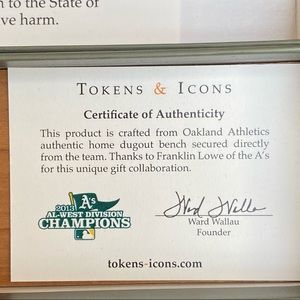 n to the State of
ve harm.
TOKENS & ICONS
Certificate of Authenticity
This product is crafted from Oakland Athletics
authentic home dugout bench secured directly
from the team. Thanks to Franklin Lowe of the A's
for this unique gift collaboration.
A's
2013
AL·WEST DIVISION
CHAMPIONS
Ward Wallau
Ward Wallau
Founder
tokens-icons.com